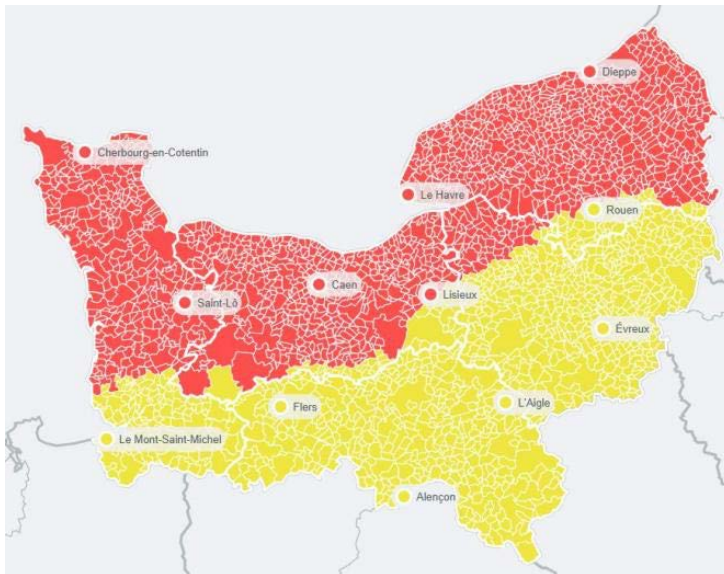 Dieppe
Cherbourg-en-Cotentin
Le Havre
Rouen
Caen
Lisieux
Saint-Lô
Évreux
L'Aigle
Flers
Le Mont-Saint-Michel
Alençon